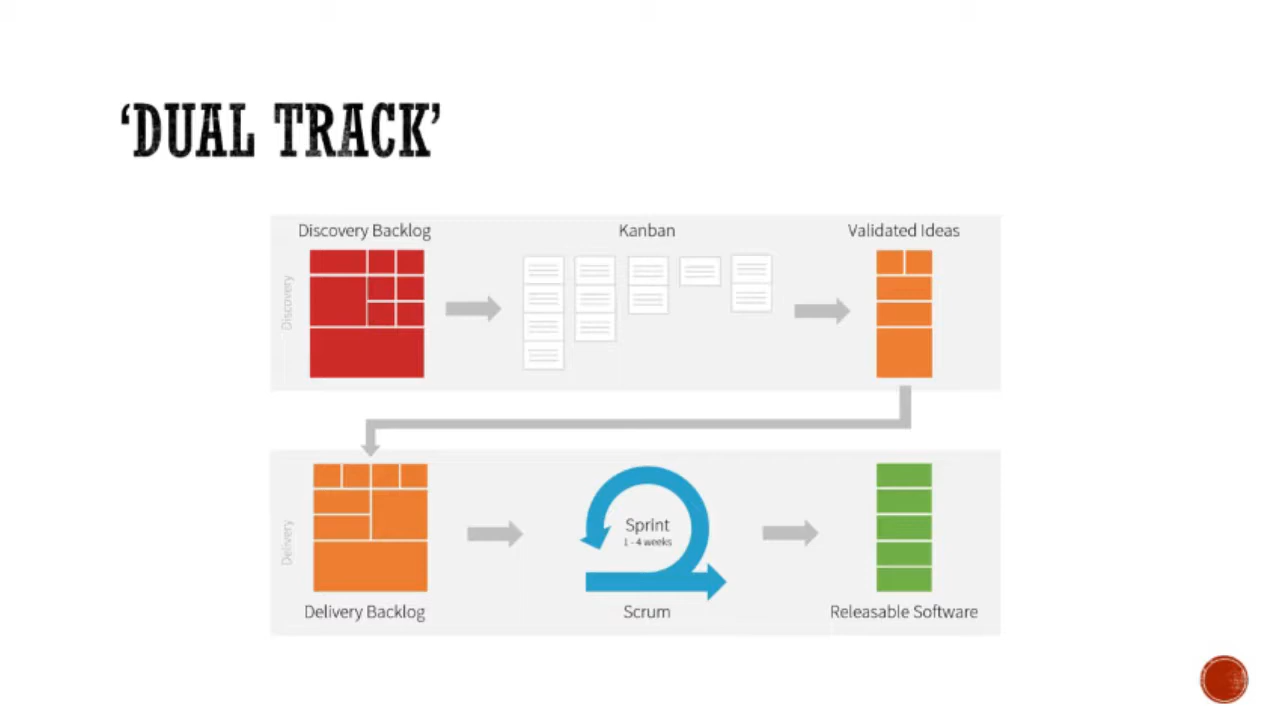 ‘DUAL TRACK’
Discovery Backlog
Kanban
Validated Ideas
Discovery
Delivery
Sprint
1 - 4 weeks
Delivery Backlog
Scrum
Releasable Software